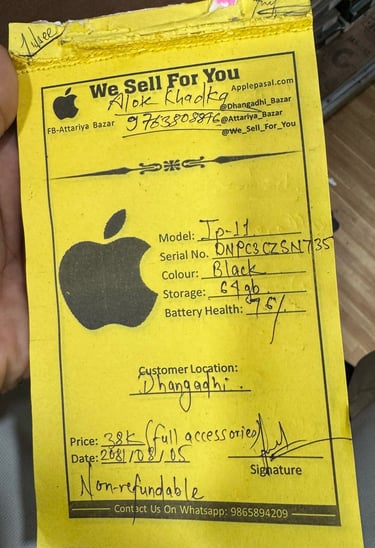 We Sell For You
Applepasal.com
Alok Khadka
@Dhangadhi_Bazar
FB-Attariya Bazar
9763808876
@Attariya_Bazar
@We_Sell_For_You
Model: Ip-11
Serial No. DNPC3CZSN735
Colour: Black
Storage: 64gb
Battery Health: 76%
Customer Location:
Dhangadhi.
Price: 38k (full accessories)
Date: 2081/08/05
Signature
Non-refundable
Contact Us On Whatsapp: 9865894209